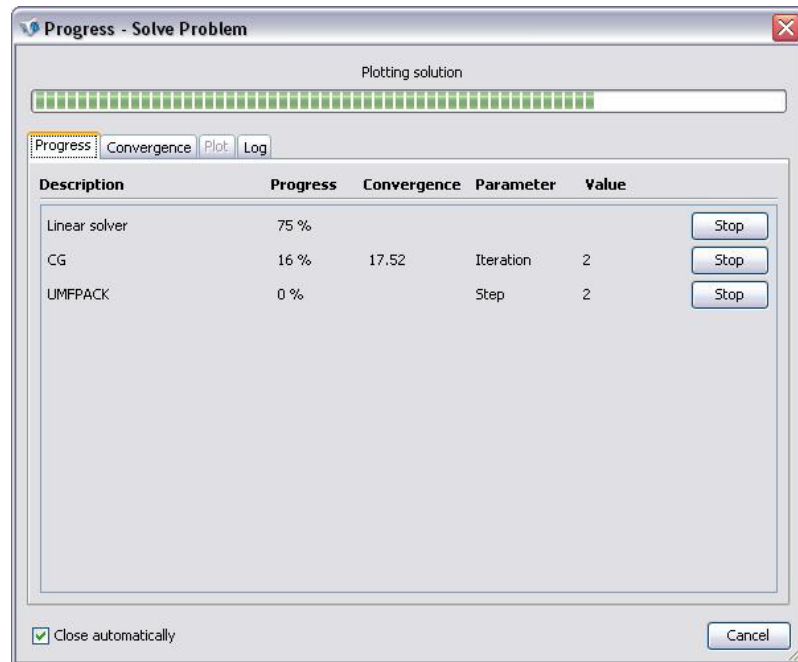 Progress - Solve Problem
Plotting solution
Progress Convergence Plot Log
Description Progress Convergence Parameter Value
Linear solver 75 % Stop
CG 16 % 17.52 Iteration 2 Stop
UMFPACK 0 % Step 2 Stop
Close automatically Cancel